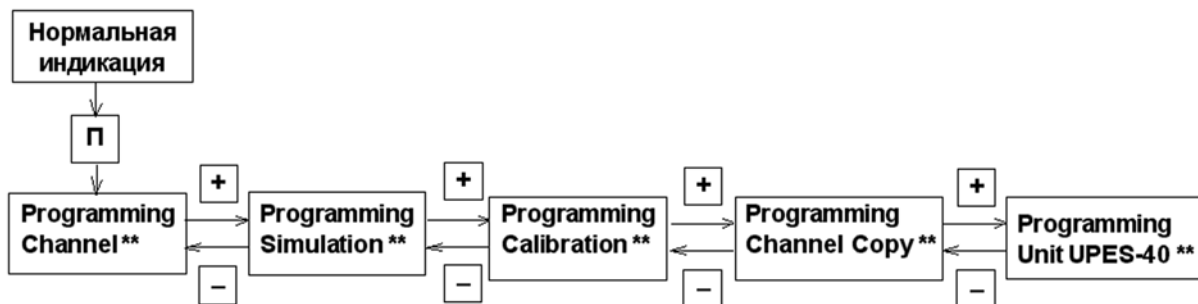 Нормальная
индикация
П
+
+
+
+
Programming
Channel **
Programming
Simulation **
Programming
Calibration **
Programming
Channel Copy **
Programming
Unit UPES-40 **
–
–
–
–